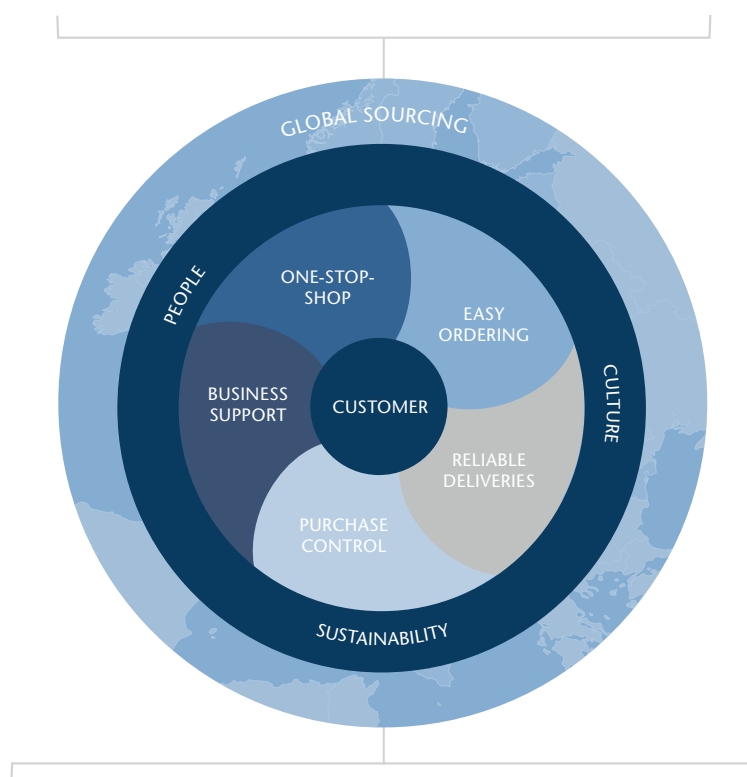 GLOBAL SOURCING
PEOPLE
ONE-STOP-
SHOP
EASY
ORDERING
CULTURE
BUSINESS
SUPPORT
CUSTOMER
RELIABLE
DELIVERIES
PURCHASE
CONTROL
SUSTAINABILITY